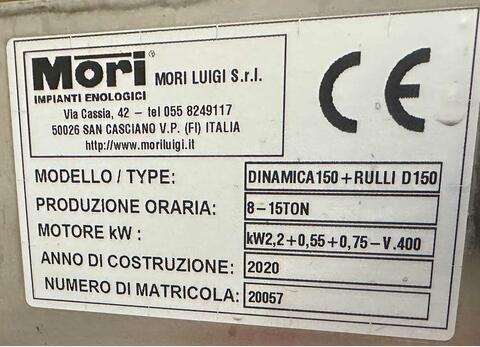 Mori® MORI LUIGI S.r.l.
IMPIANTI ENOLOGICI
Via Cassia, 42 – tel 055 8249117
50026 SAN CASCIANO V.P. (FI) ITALIA
http://www.moriluigi.it
CE
MODELLO / TYPE: DINAMICA150+RULLI D150
PRODUZIONE ORARIA: 8–15TON
MOTORE kW: kW2,2+0,55+0,75–V.400
ANNO DI COSTRUZIONE: 2020
NUMERO DI MATRICOLA: 20057